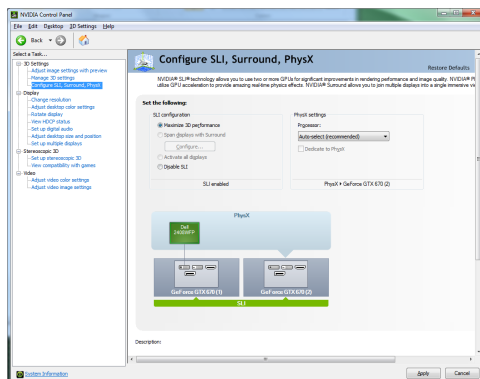 NVIDIA Control Panel
File Edit Desktop 3D Settings Help
Back
Select a Task...
3D Settings
Adjust image settings with preview
Manage 3D settings
Configure SLI, Surround, PhysX
Display
Change resolution
Adjust desktop color settings
Rotate display
View HDCP status
Set up digital audio
Adjust desktop size and position
Set up multiple displays
Stereoscopic 3D
Set up stereoscopic 3D
View compatibility with games
Video
Adjust video color settings
Adjust video image settings
System Information
Configure SLI, Surround, PhysX
Restore Defaults
NVIDIA® SLI® technology allows you to use two or more GPUs for significant improvements in rendering performance and image quality. NVIDIA®
utilize GPU acceleration to provide amazing real-time physics effects. NVIDIA® Surround allows you to join multiple displays into a single immersive
Set the following:
SLI configuration
Maximize 3D performance
Span displays with Surround
Configure...
Activate all displays
Disable SLI
SLI enabled
PhysX settings
Processor:
Auto-select (recommended)
Dedicate to PhysX
PhysX > GeForce GTX 670 (2)
PhysX
Dell
2408WFP
GeForce GTX 670 (1)
GeForce GTX 670 (2)
SLI
Description:
Apply
Cancel